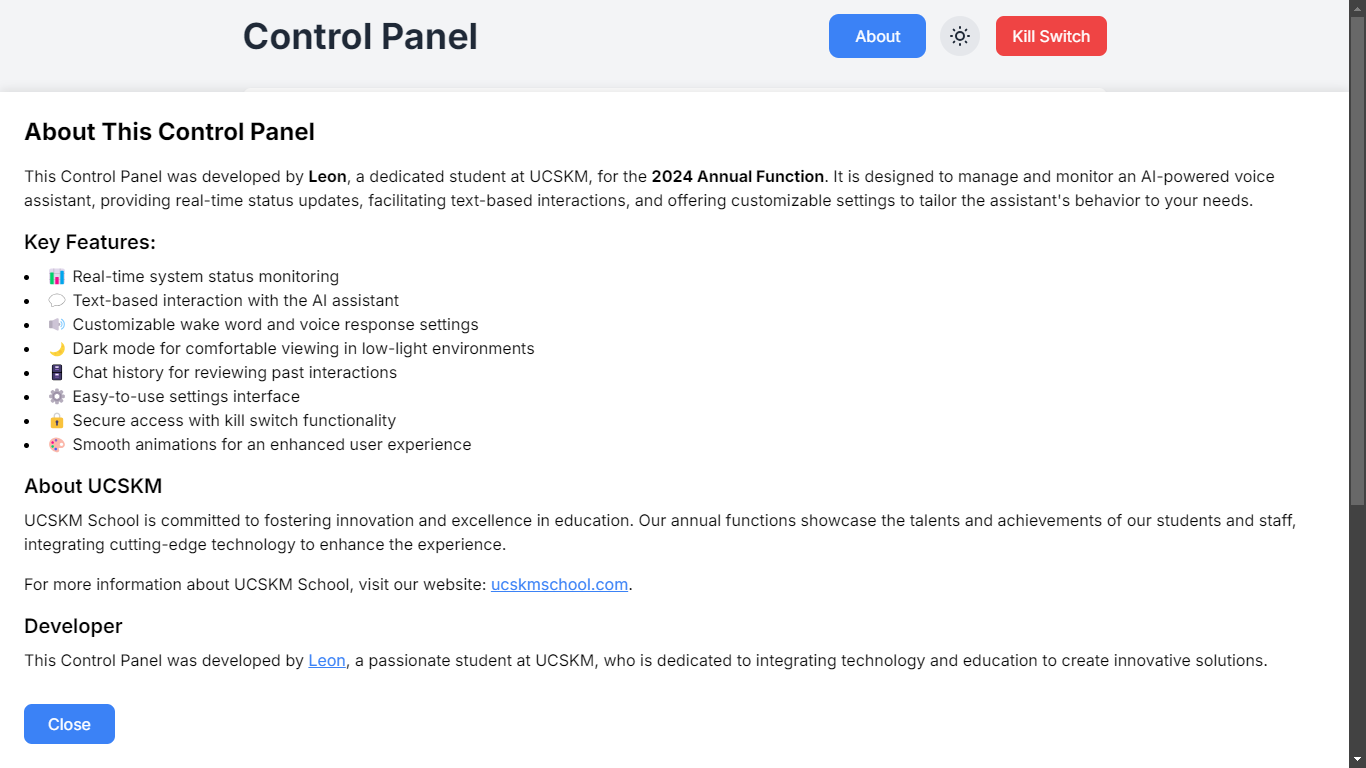 Control Panel
About
Kill Switch
About This Control Panel
This Control Panel was developed by Leon, a dedicated student at UCSKM, for the 2024 Annual Function. It is designed to manage and monitor an AI-powered voice
assistant, providing real-time status updates, facilitating text-based interactions, and offering customizable settings to tailor the assistant's behavior to your needs.
Key Features:
• 📊 Real-time system status monitoring
• 💬 Text-based interaction with the AI assistant
• 🔊 Customizable wake word and voice response settings
• 🌙 Dark mode for comfortable viewing in low-light environments
• 🗄️ Chat history for reviewing past interactions
• ⚙️ Easy-to-use settings interface
• 🔒 Secure access with kill switch functionality
• 🎨 Smooth animations for an enhanced user experience
About UCSKM
UCSKM School is committed to fostering innovation and excellence in education. Our annual functions showcase the talents and achievements of our students and staff,
integrating cutting-edge technology to enhance the experience.
For more information about UCSKM School, visit our website: ucskmschool.com.
Developer
This Control Panel was developed by Leon, a passionate student at UCSKM, who is dedicated to integrating technology and education to create innovative solutions.
Close